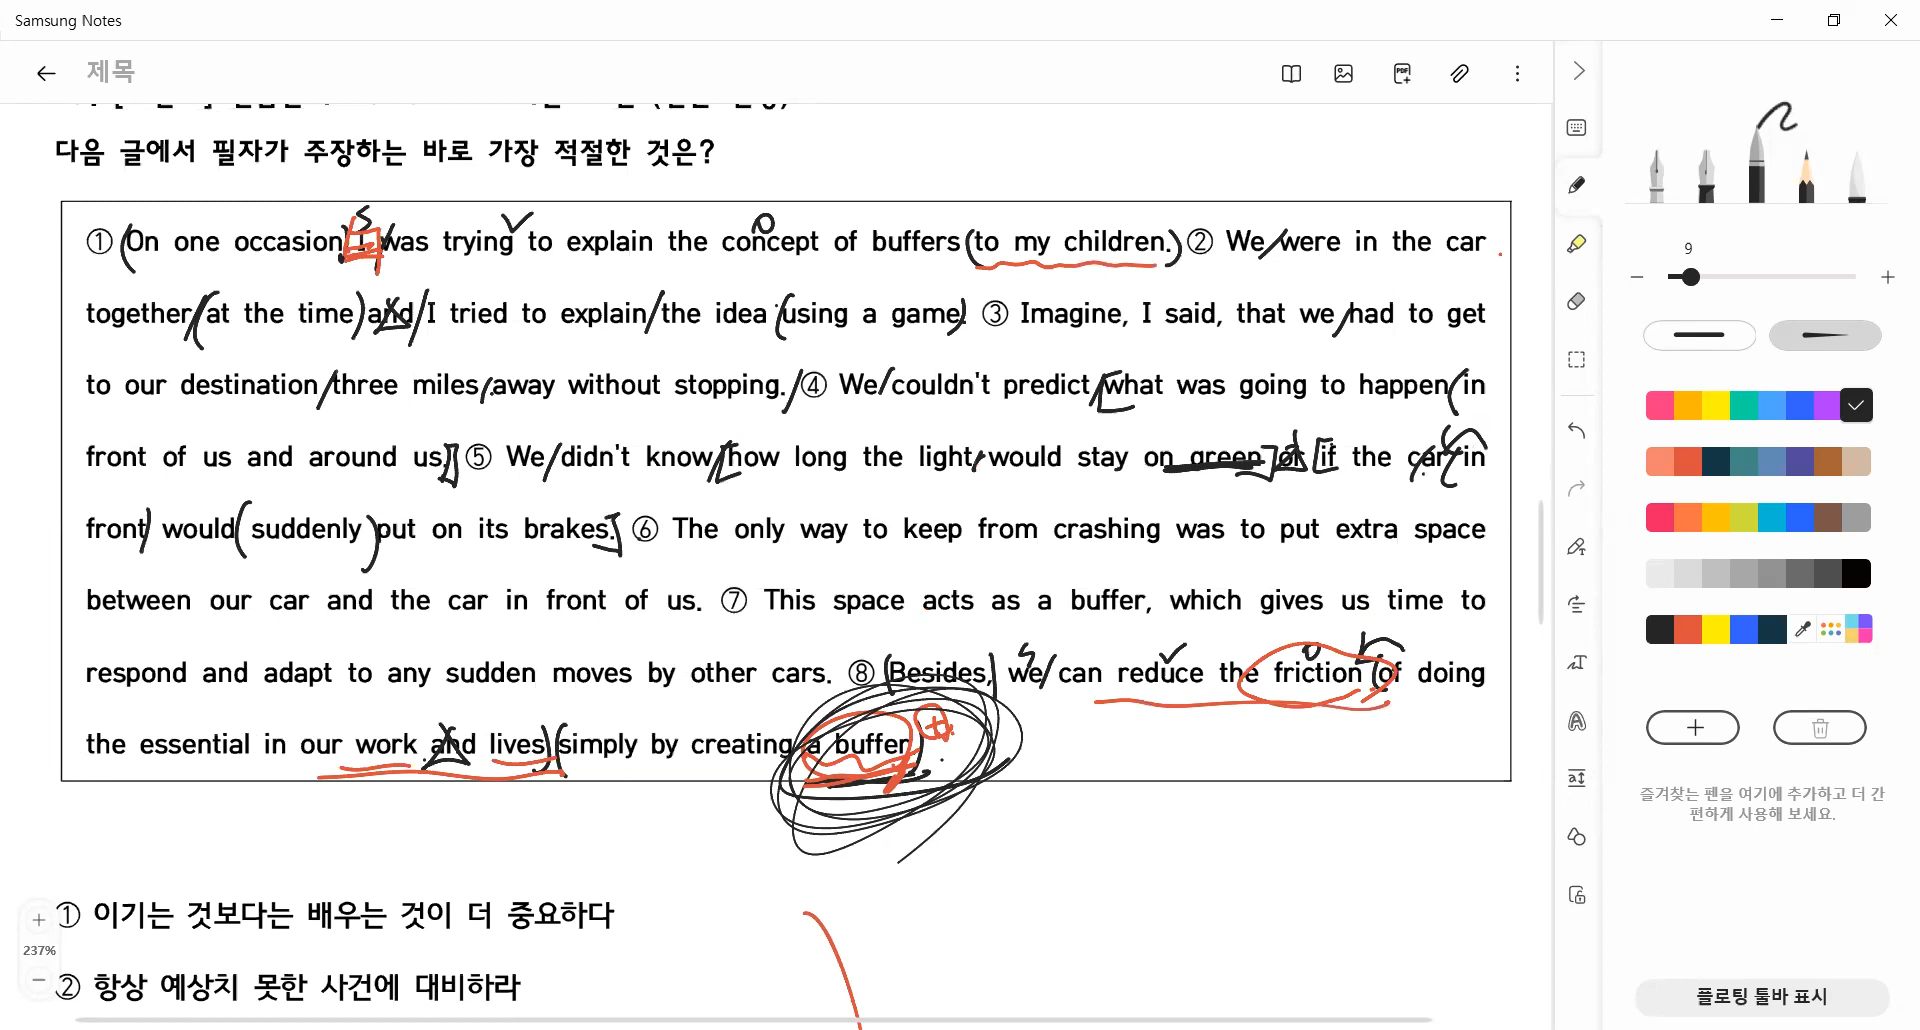 Samsung Notes
제목
다음 글에서 필자가 주장하는 바로 가장 적절한 것은?
① On one occasion, I was trying to explain the concept of buffers to my children. ② We were in the car
together at the time and I tried to explain the idea using a game. ③ Imagine, I said, that we had to get
to our destination three miles away without stopping. ④ We couldn't predict what was going to happen in
front of us and around us. ⑤ We didn't know how long the light would stay on green or if the car in
front would suddenly put on its brakes. ⑥ The only way to keep from crashing was to put extra space
between our car and the car in front of us. ⑦ This space acts as a buffer, which gives us time to
respond and adapt to any sudden moves by other cars. ⑧ Besides, we can reduce the friction of doing
the essential in our work and lives simply by creating a buffer.
① 이기는 것보다는 배우는 것이 더 중요하다
② 항상 예상치 못한 사건에 대비하라
237%
9
즐겨찾는 펜을 여기에 추가하고 더 간
편하게 사용해 보세요.
플로팅 툴바 표시